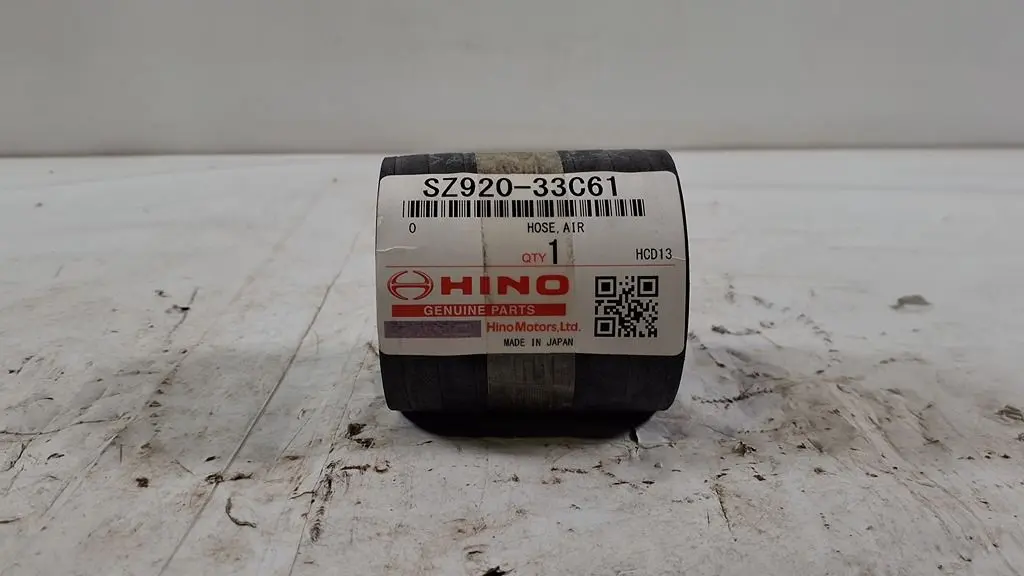 SZ920-33C61
0 HOSE, AIR
QTY 1 HCD13
HINO
GENUINE PARTS
Hino Motors, Ltd.
MADE IN JAPAN